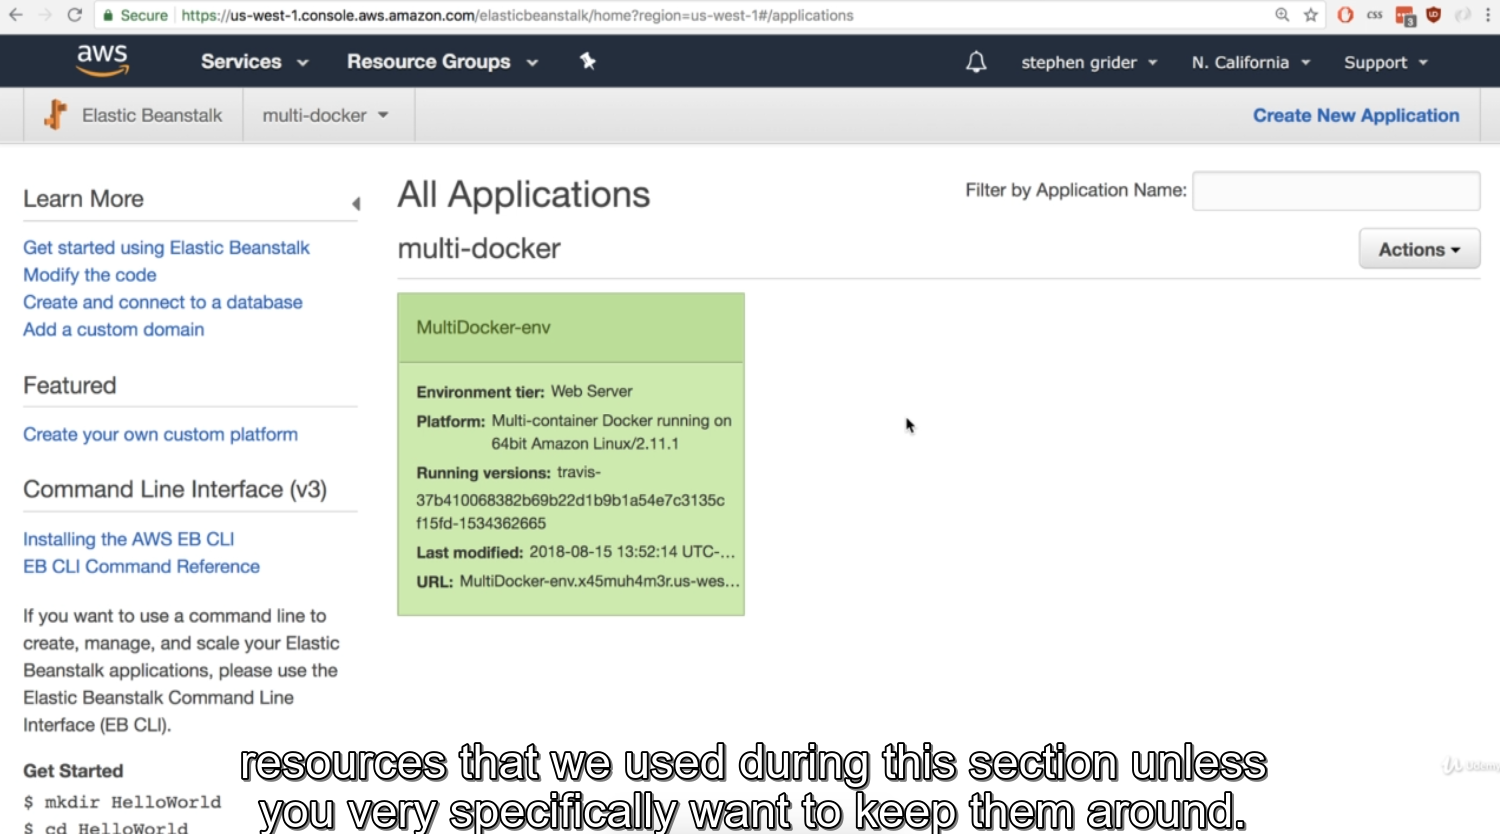 Secure https://us-west-1.console.aws.amazon.com/elasticbeanstalk/home?region=us-west-1#/applications
CSS
3
aws
Services
Resource Groups
stephen grider
N. California
Support
Elastic Beanstalk
multi-docker
Create New Application
Learn More
Get started using Elastic Beanstalk
Modify the code
Create and connect to a database
Add a custom domain
Featured
Create your own custom platform
Command Line Interface (v3)
Installing the AWS EB CLI
EB CLI Command Reference
If you want to use a command line to
create, manage, and scale your Elastic
Beanstalk applications, please use the
Elastic Beanstalk Command Line
Interface (EB CLI).
Get Started
$ mkdir HelloWorld
$ cd HelloWorld
All Applications
Filter by Application Name:
multi-docker
Actions
MultiDocker-env
Environment tier: Web Server
Platform: Multi-container Docker running on
64bit Amazon Linux/2.11.1
Running versions: travis-
37b410068382b69b22d1b9b1a54e7c3135c
f15fd-1534362665
Last modified: 2018-08-15 13:52:14 UTC-...
URL: MultiDocker-env.x45muh4m3r.us-wes...
resources that we used during this section unless
you very specifically want to keep them around.
Udemy